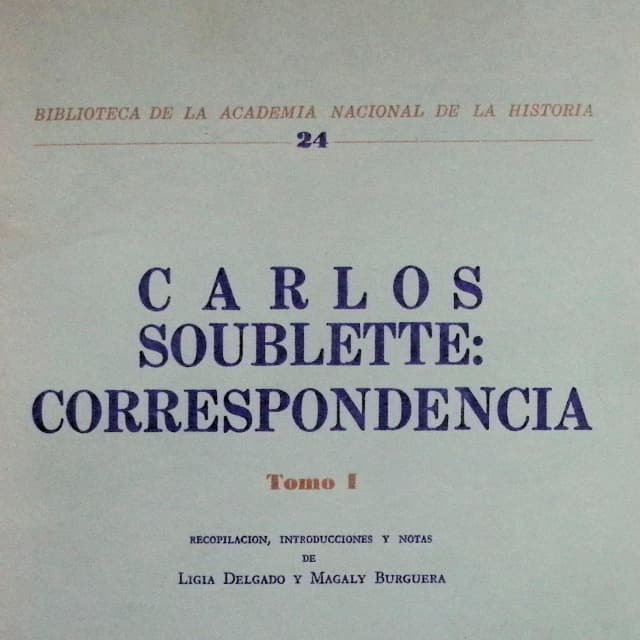 BIBLIOTECA DE LA ACADEMIA NACIONAL DE LA HISTORIA
24
CARLOS
SOUBLETTE:
CORRESPONDENCIA
Tomo I
RECOPILACION, INTRODUCCIONES Y NOTAS
DE
LIGIA DELGADO Y MAGALY BURGUERA